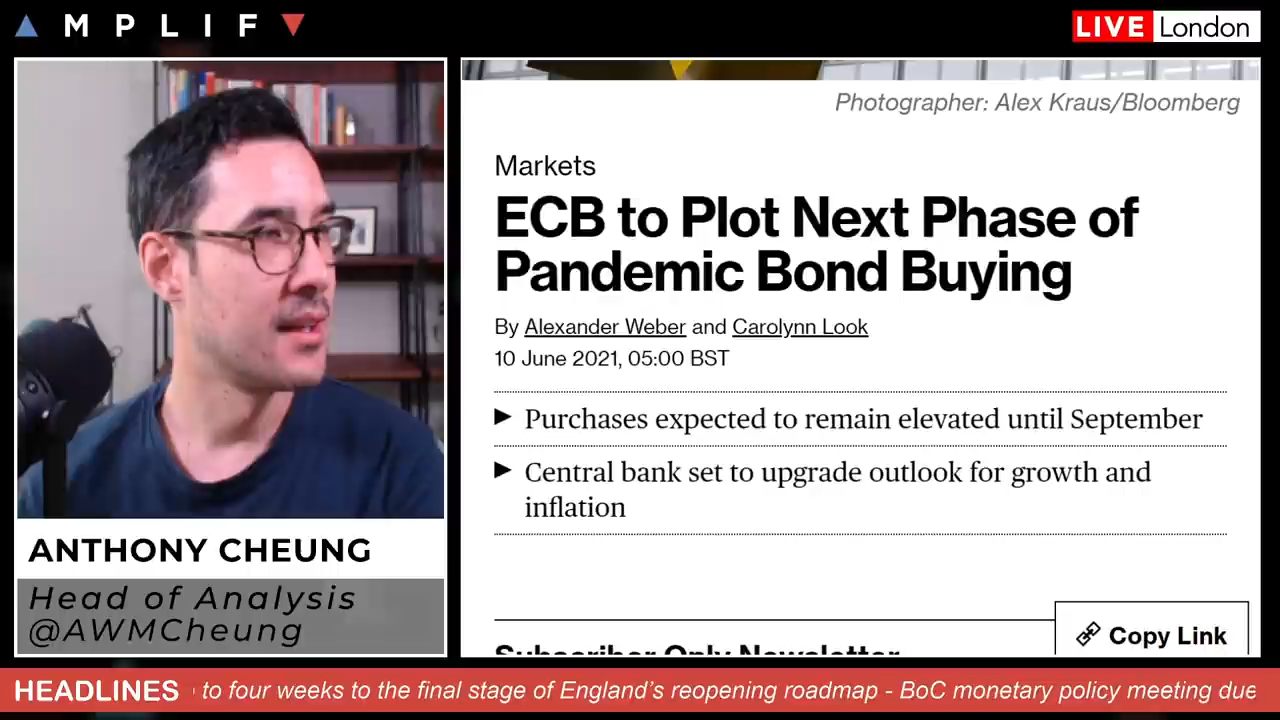 MPLIF
LIVE London
Photographer: Alex Kraus/Bloomberg
Markets
ECB to Plot Next Phase of
Pandemic Bond Buying
By Alexander Weber and Carolynn Look
10 June 2021, 05:00 BST
Purchases expected to remain elevated until September
Central bank set to upgrade outlook for growth and
inflation
Copy Link
Subscriber Only Newsletter
ANTHONY CHEUNG
Head of Analysis
@AWMCheung
HEADLINES to four weeks to the final stage of England’s reopening roadmap - BoC monetary policy meeting due